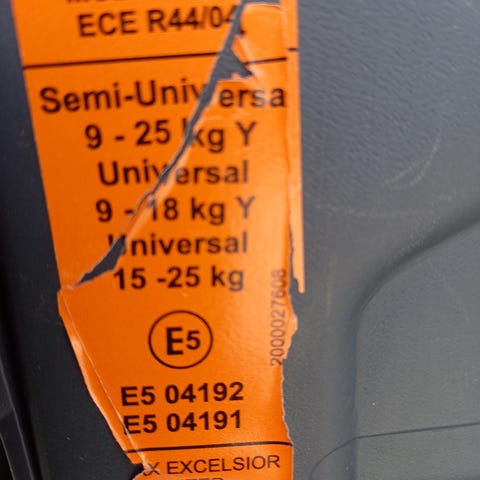 ECE R44/04
Semi-Universa
9 - 25 kg Y
Universal
9 - 18 kg Y
Universal
15 -25 kg
E5
2000027608
E5 04192
E5 04191
EXCELSIOR